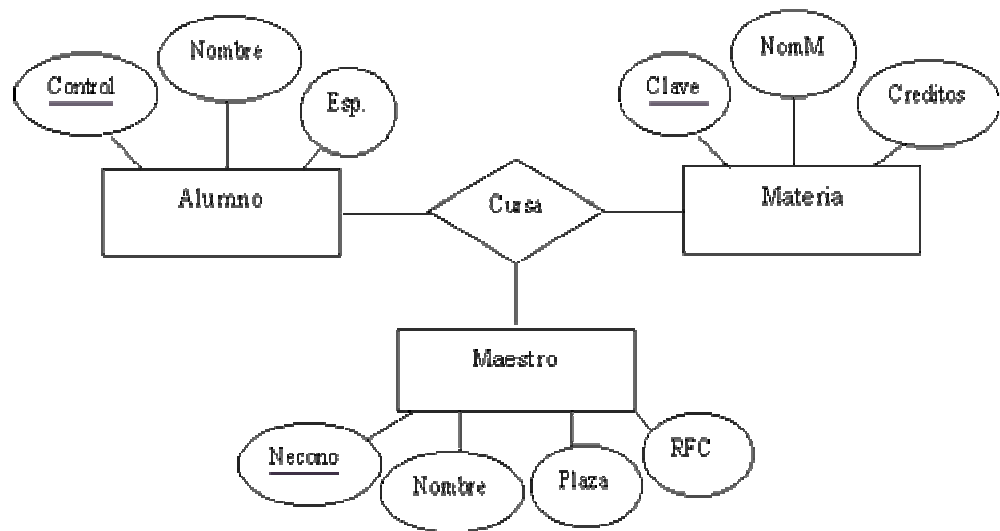 Nombre
Control
Esp.
Alumno
NomM
Clave
Creditos
Materia
Cursa
Maestro
Necono
Nombre
Plaza
RFC